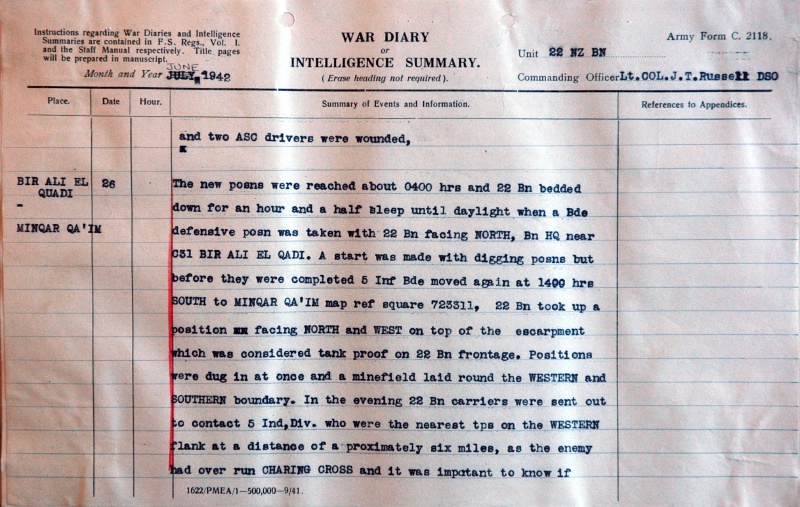 Instructions regarding War Diaries and Intelligence
Summaries are contained in F.S. Regs., Vol. I.
and the Staff Manual respectively. Title pages
will be prepared in manuscript.
Month and Year JULY, 1942
JUNE
WAR DIARY
or
INTELLIGENCE SUMMARY.
(Erase heading not required).
Army Form C. 2118.
Unit 22 NZ BN
Commanding Officer Lt.COL.J.T.Russell DSO
Place. Date Hour. Summary of Events and Information. References to Appendices.
and two ASC drivers were wounded,
BIR ALI EL QUADI
-
MINQAR QA'IM
26
The new posns were reached about 0400 hrs and 22 Bn bedded
down for an hour and a half sleep until daylight when a Bde
defensive posn was taken with 22 Bn facing NORTH, Bn HQ near
C31 BIR ALI EL QADI. A start was made with digging posns but
before they were completed 5 Inf Bde moved again at 1400 hrs
SOUTH to MINQAR QA'IM map ref square 723311, 22 Bn took up a
position facing NORTH and WEST on top of the escarpment
which was considered tank proof on 22 Bn frontage. Positions
were dug in at once and a minefield laid round the WESTERN and
SOUTHERN boundary. In the evening 22 Bn carriers were sent out
to contact 5 Ind,Div. who were the nearest tps on the WESTERN
flank at a distance of a proximately six miles, as the enemy
had over run CHARING CROSS and it was impatant to know if
1622/PMEA/1—500,000—9/41.